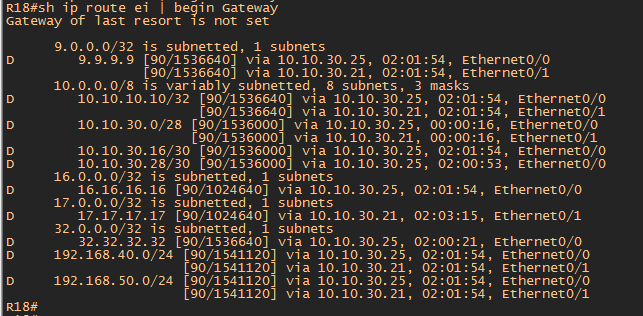 R18#sh ip route ei | begin Gateway
Gateway of last resort is not set
9.0.0.0/32 is subnetted, 1 subnets
D 9.9.9.9 [90/1536640] via 10.10.30.25, 02:01:54, Ethernet0/0
[90/1536640] via 10.10.30.21, 02:01:54, Ethernet0/1
10.0.0.0/8 is variably subnetted, 8 subnets, 3 masks
D 10.10.10.10/32 [90/1536640] via 10.10.30.25, 02:01:54, Ethernet0/0
[90/1536640] via 10.10.30.21, 02:01:54, Ethernet0/1
D 10.10.30.0/28 [90/1536000] via 10.10.30.25, 00:00:16, Ethernet0/0
[90/1536000] via 10.10.30.21, 00:00:16, Ethernet0/1
D 10.10.30.16/30 [90/1536000] via 10.10.30.25, 02:01:54, Ethernet0/0
D 10.10.30.28/30 [90/1536000] via 10.10.30.25, 02:00:53, Ethernet0/0
16.0.0.0/32 is subnetted, 1 subnets
D 16.16.16.16 [90/1024640] via 10.10.30.25, 02:01:54, Ethernet0/0
17.0.0.0/32 is subnetted, 1 subnets
D 17.17.17.17 [90/1024640] via 10.10.30.21, 02:03:15, Ethernet0/1
32.0.0.0/32 is subnetted, 1 subnets
D 32.32.32.32 [90/1536640] via 10.10.30.25, 02:00:21, Ethernet0/0
D 192.168.40.0/24 [90/1541120] via 10.10.30.25, 02:01:54, Ethernet0/0
[90/1541120] via 10.10.30.21, 02:01:54, Ethernet0/1
D 192.168.50.0/24 [90/1541120] via 10.10.30.25, 02:01:54, Ethernet0/0
[90/1541120] via 10.10.30.21, 02:01:54, Ethernet0/1
R18#